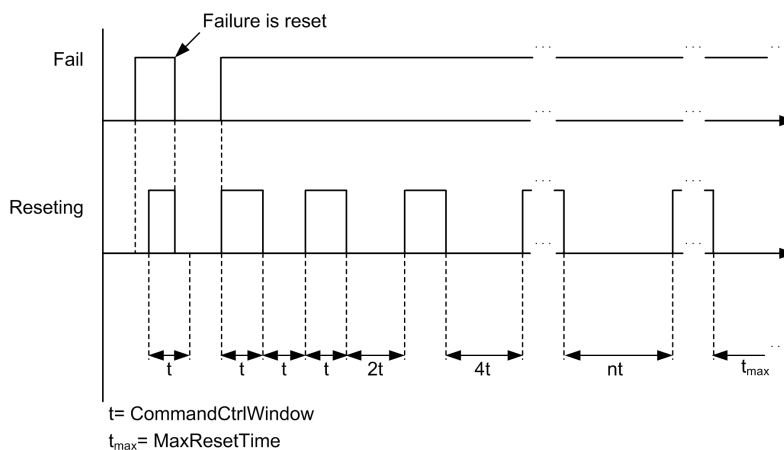 Failure is reset
Fail
Reseting
t t t t 2t 4t nt tmax
t= CommandCtrlWindow
tmax= MaxResetTime